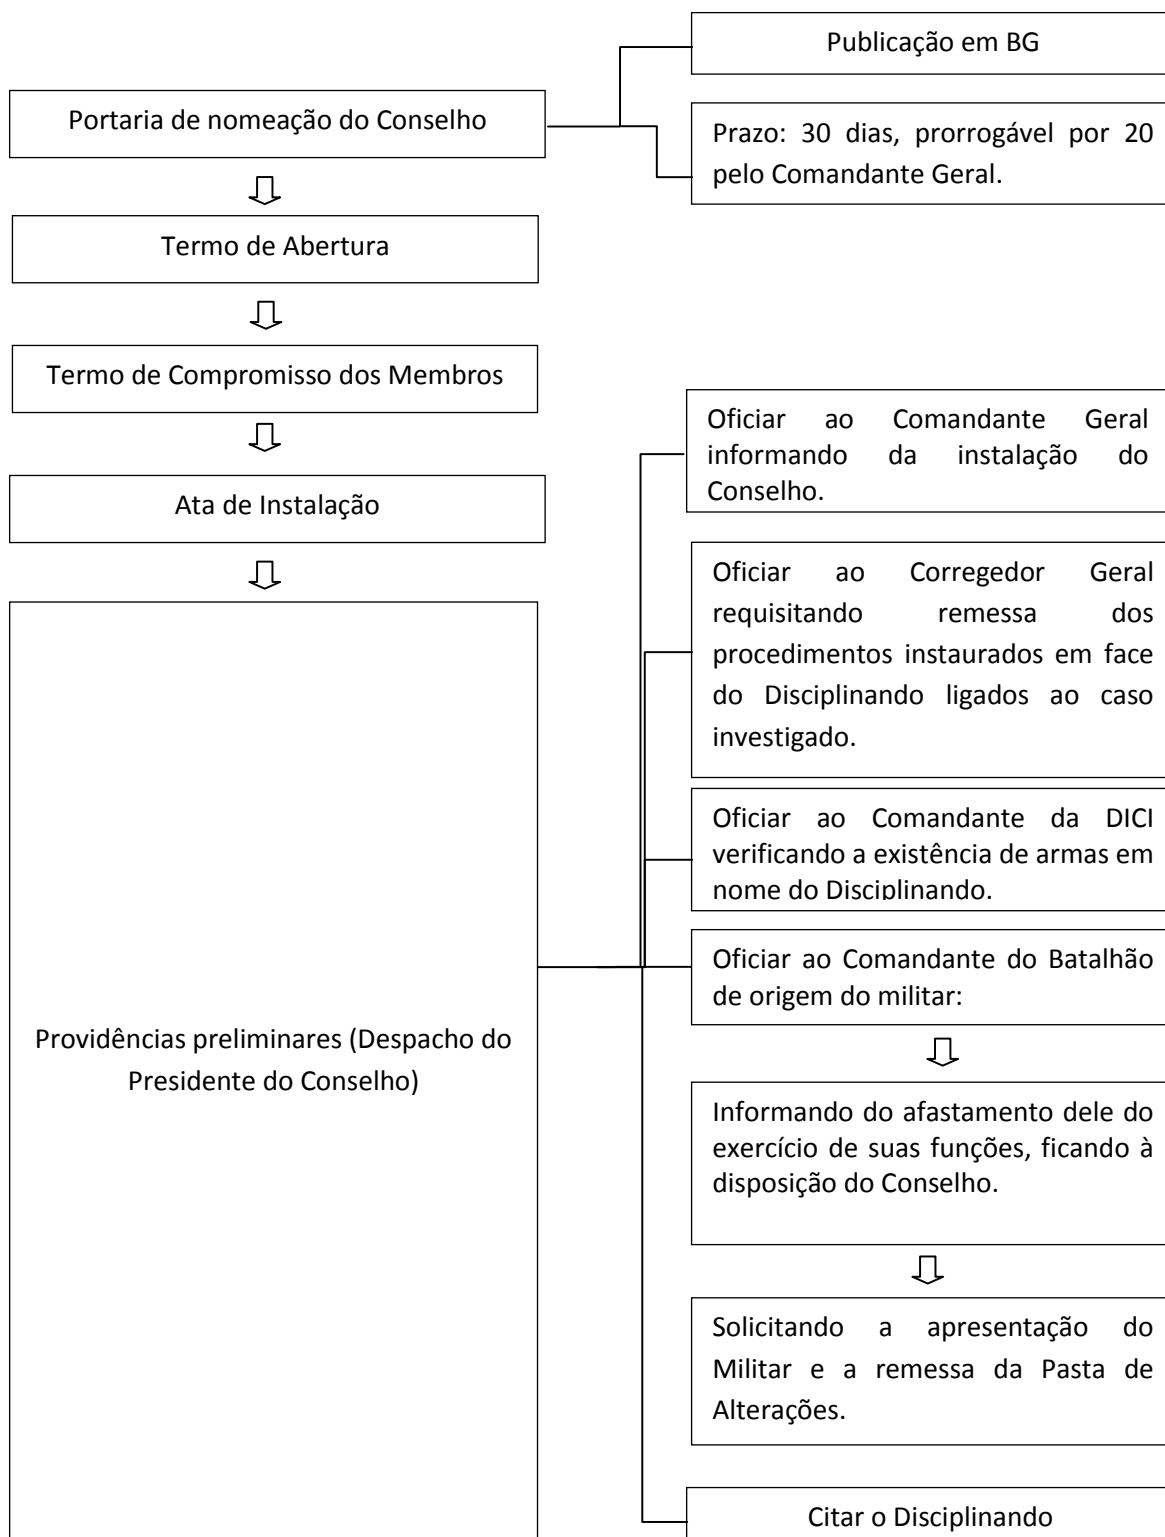 Publicação em BG
Portaria de nomeação do Conselho
Prazo: 30 dias, prorrogável por 20
pelo Comandante Geral.
Termo de Abertura
Termo de Compromisso dos Membros
Ata de Instalação
Oficiar ao Comandante Geral
informando da instalação do
Conselho.
Oficiar ao Corregedor Geral
requisitando remessa dos
procedimentos instaurados em face
do Disciplinando ligados ao caso
investigado.
Oficiar ao Comandante da DICI
verificando a existência de armas em
nome do Disciplinando.
Oficiar ao Comandante do Batalhão
de origem do militar:
Providências preliminares (Despacho do
Presidente do Conselho)
Informando do afastamento dele do
exercício de suas funções, ficando à
disposição do Conselho.
Solicitando a apresentação do
Militar e a remessa da Pasta de
Alterações.
Citar o Disciplinando